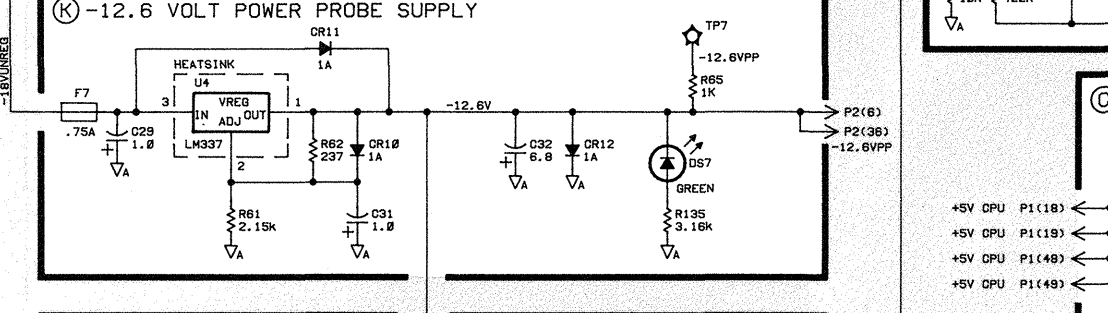 K -12.6 VOLT POWER PROBE SUPPLY
-18VUNREG
F7
.75A
C29
1.0
+
A
CR11
1A
HEATSINK
U4
3
IN
VREG
ADJ
OUT
1
LM337
2
R61
2.15k
A
R62
237
CR10
1A
C31
1.0
+
A
-12.6V
C32
6.8
+
A
CR12
1A
A
TP7
-12.6VPP
R65
1K
DS7
GREEN
R135
3.16k
A
P2(6)
P2(36)
-12.6VPP
A
+5V CPU P1(18)
+5V CPU P1(19)
+5V CPU P1(48)
+5V CPU P1(49)